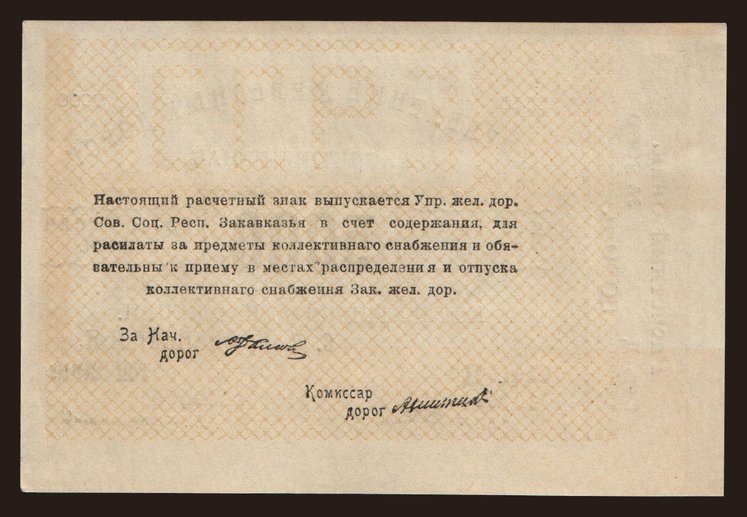 Настоящий расчетный знак выпускается Упр. жел. дор.
Сов. Соц. Респ. Закавказья в счет содержания, для
расплаты за предметы коллективнаго снабжения и обя-
зательны к приему в местах распределения и отпуска
коллективнаго снабжения Зак. жел. дор.
За Нач.
дорог
Комиссар
дорог